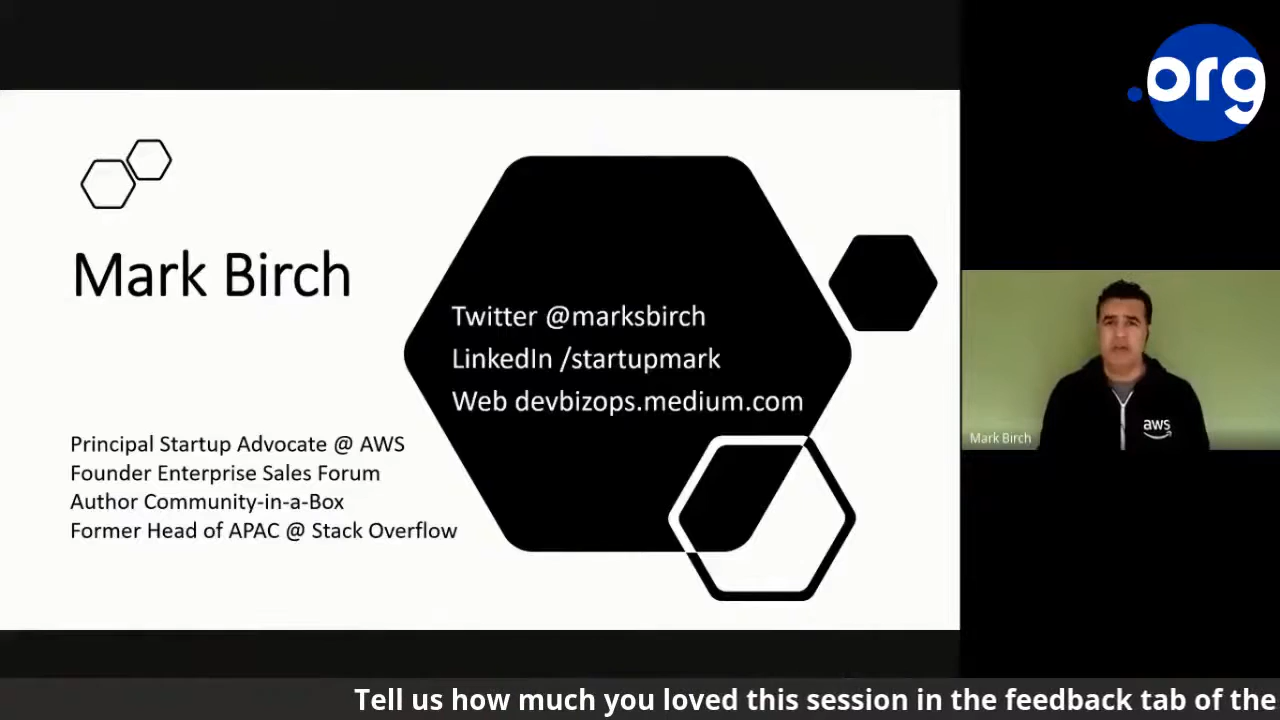 .org
Mark Birch
Twitter @marksbirch
LinkedIn /startupmark
Web devbizops.medium.com
Principal Startup Advocate @ AWS
Founder Enterprise Sales Forum
Author Community-in-a-Box
Former Head of APAC @ Stack Overflow
aws
Mark Birch
Tell us how much you loved this session in the feedback tab of the